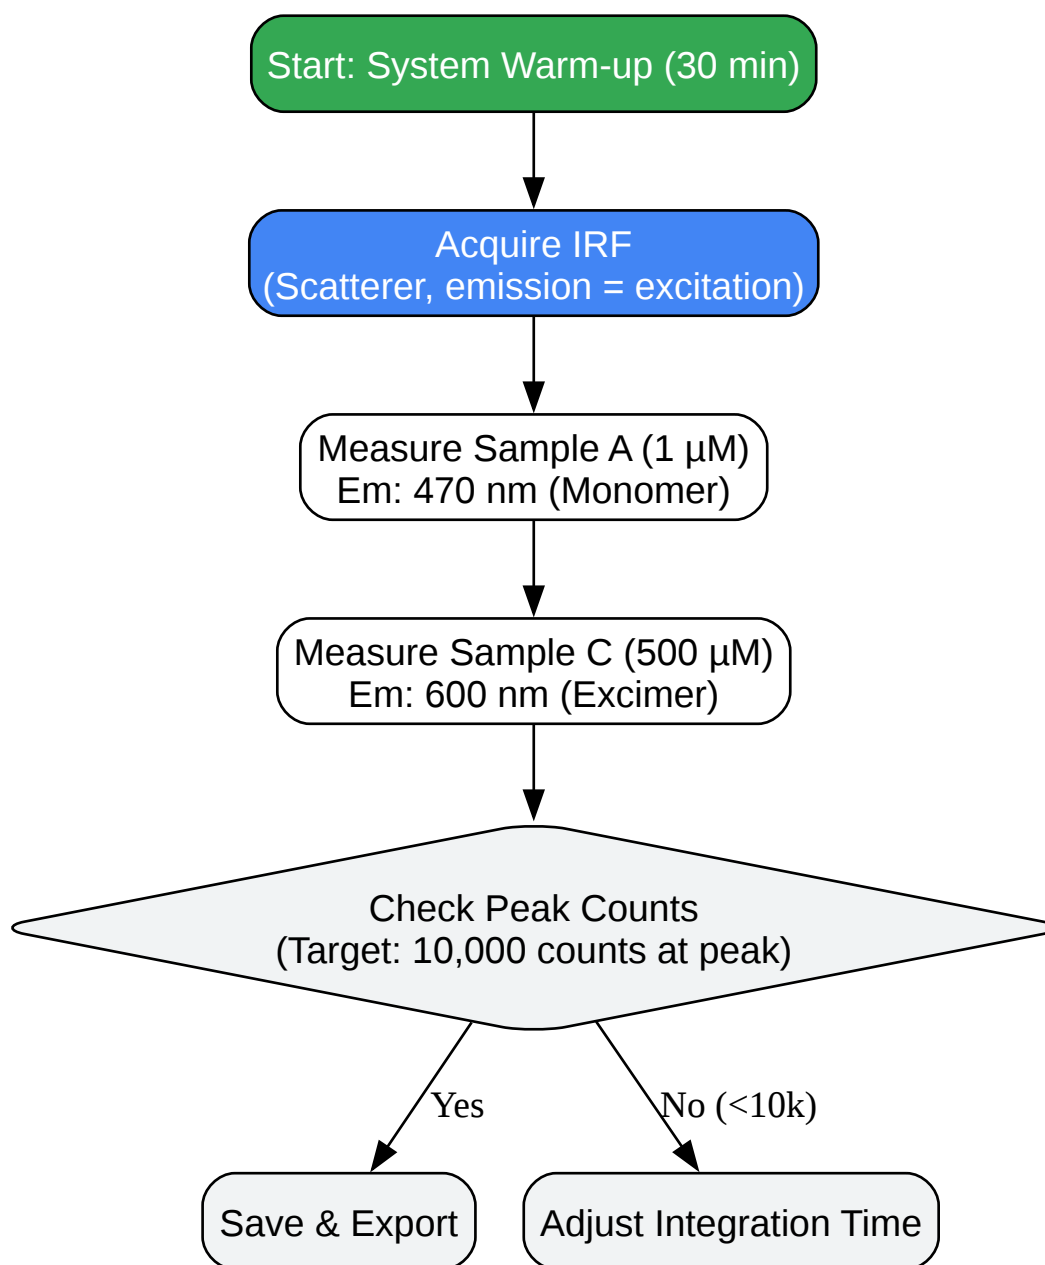 Start: System Warm-up (30 min)
Acquire IRF
(Scatterer, emission = excitation)
Measure Sample A (1 µM)
Em: 470 nm (Monomer)
Measure Sample C (500 µM)
Em: 600 nm (Excimer)
Check Peak Counts
(Target: 10,000 counts at peak)
Yes
No (<10k)
Save & Export
Adjust Integration Time